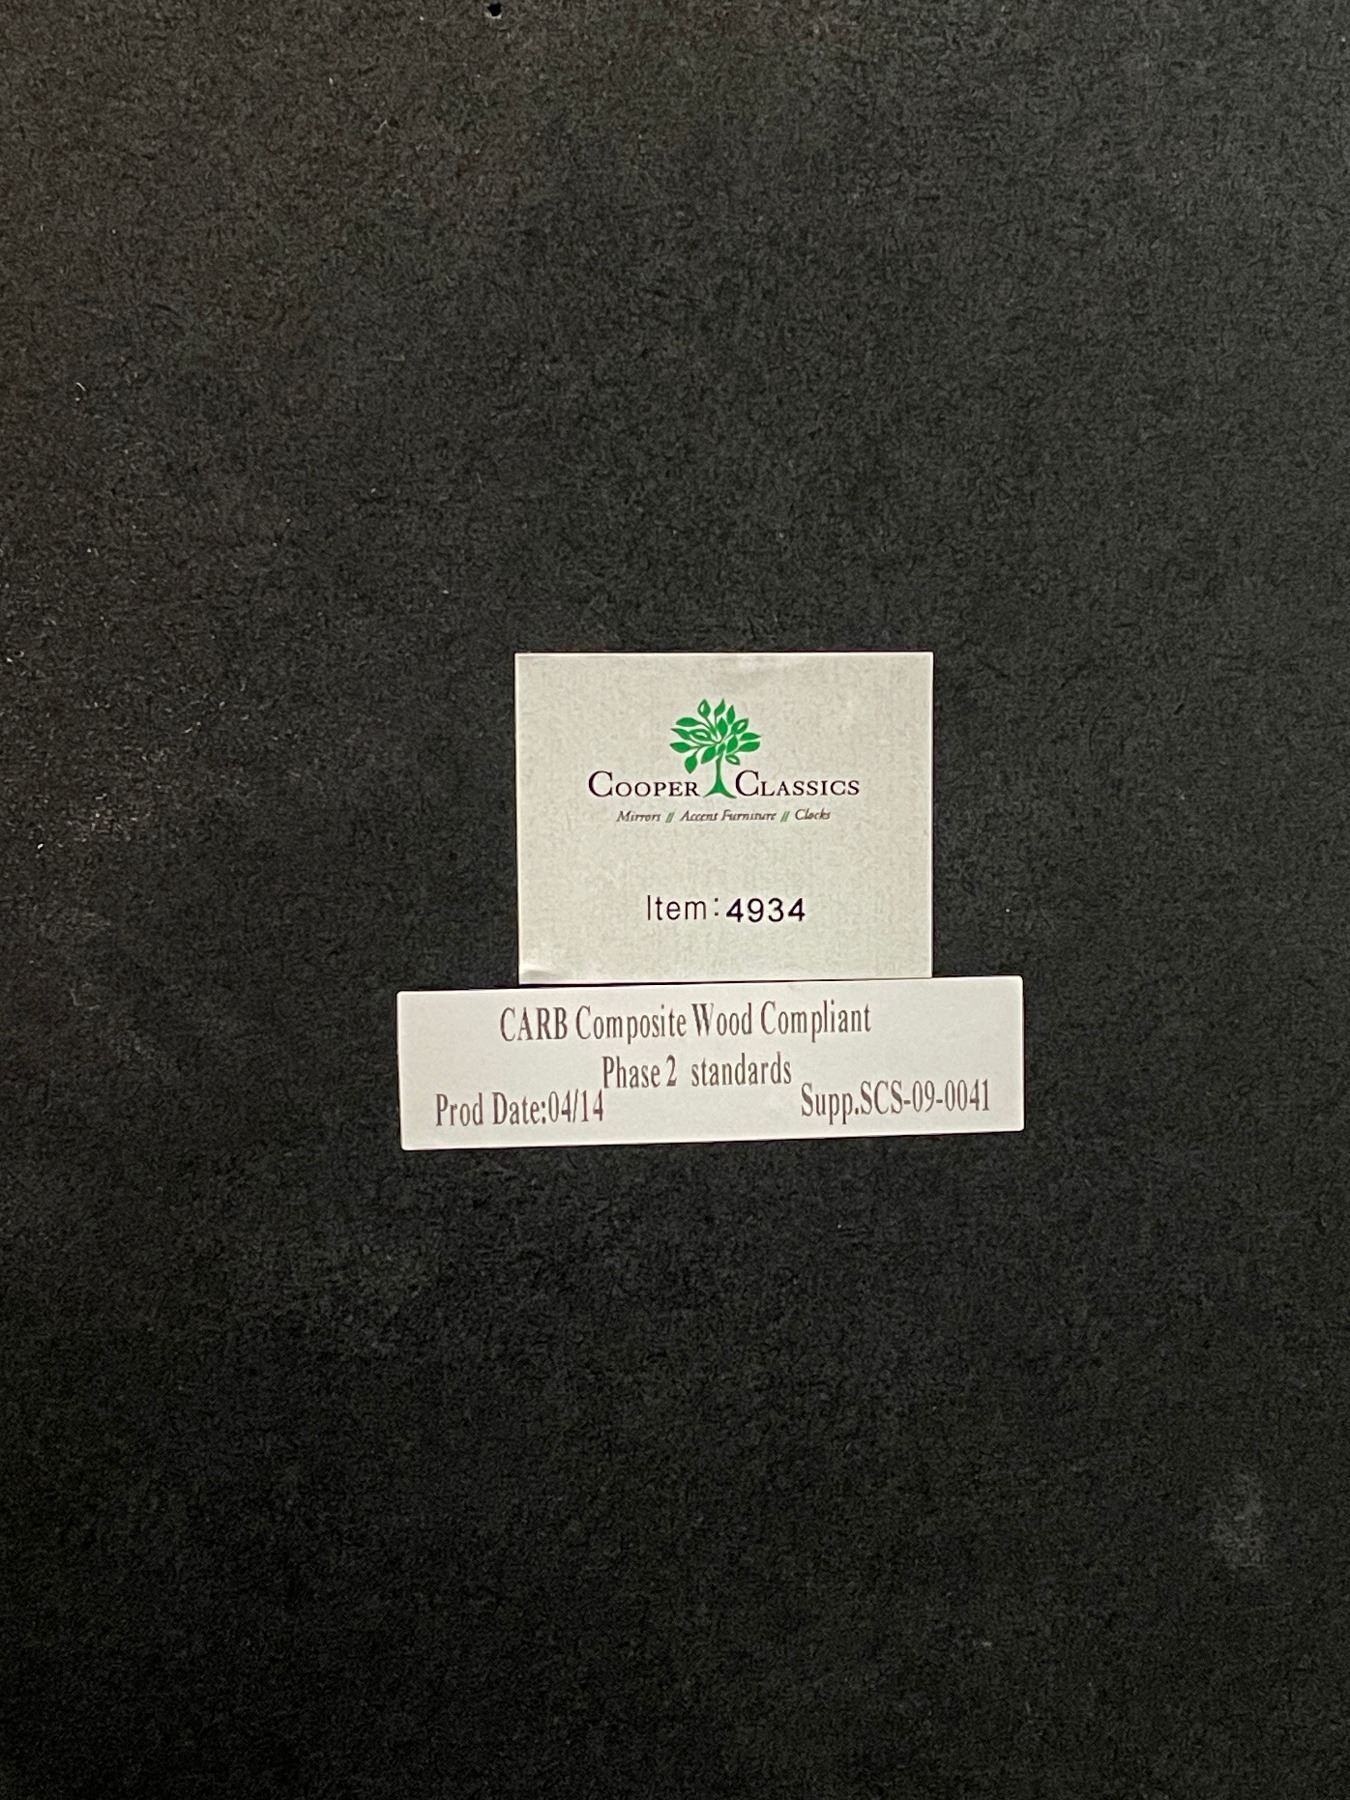 COOPER CLASSICS
Mirrors // Accent Furniture // Clocks
Item:4934
CARB Composite Wood Compliant
Phase 2 standards
Prod Date:04/14 Supp.SCS-09-0041